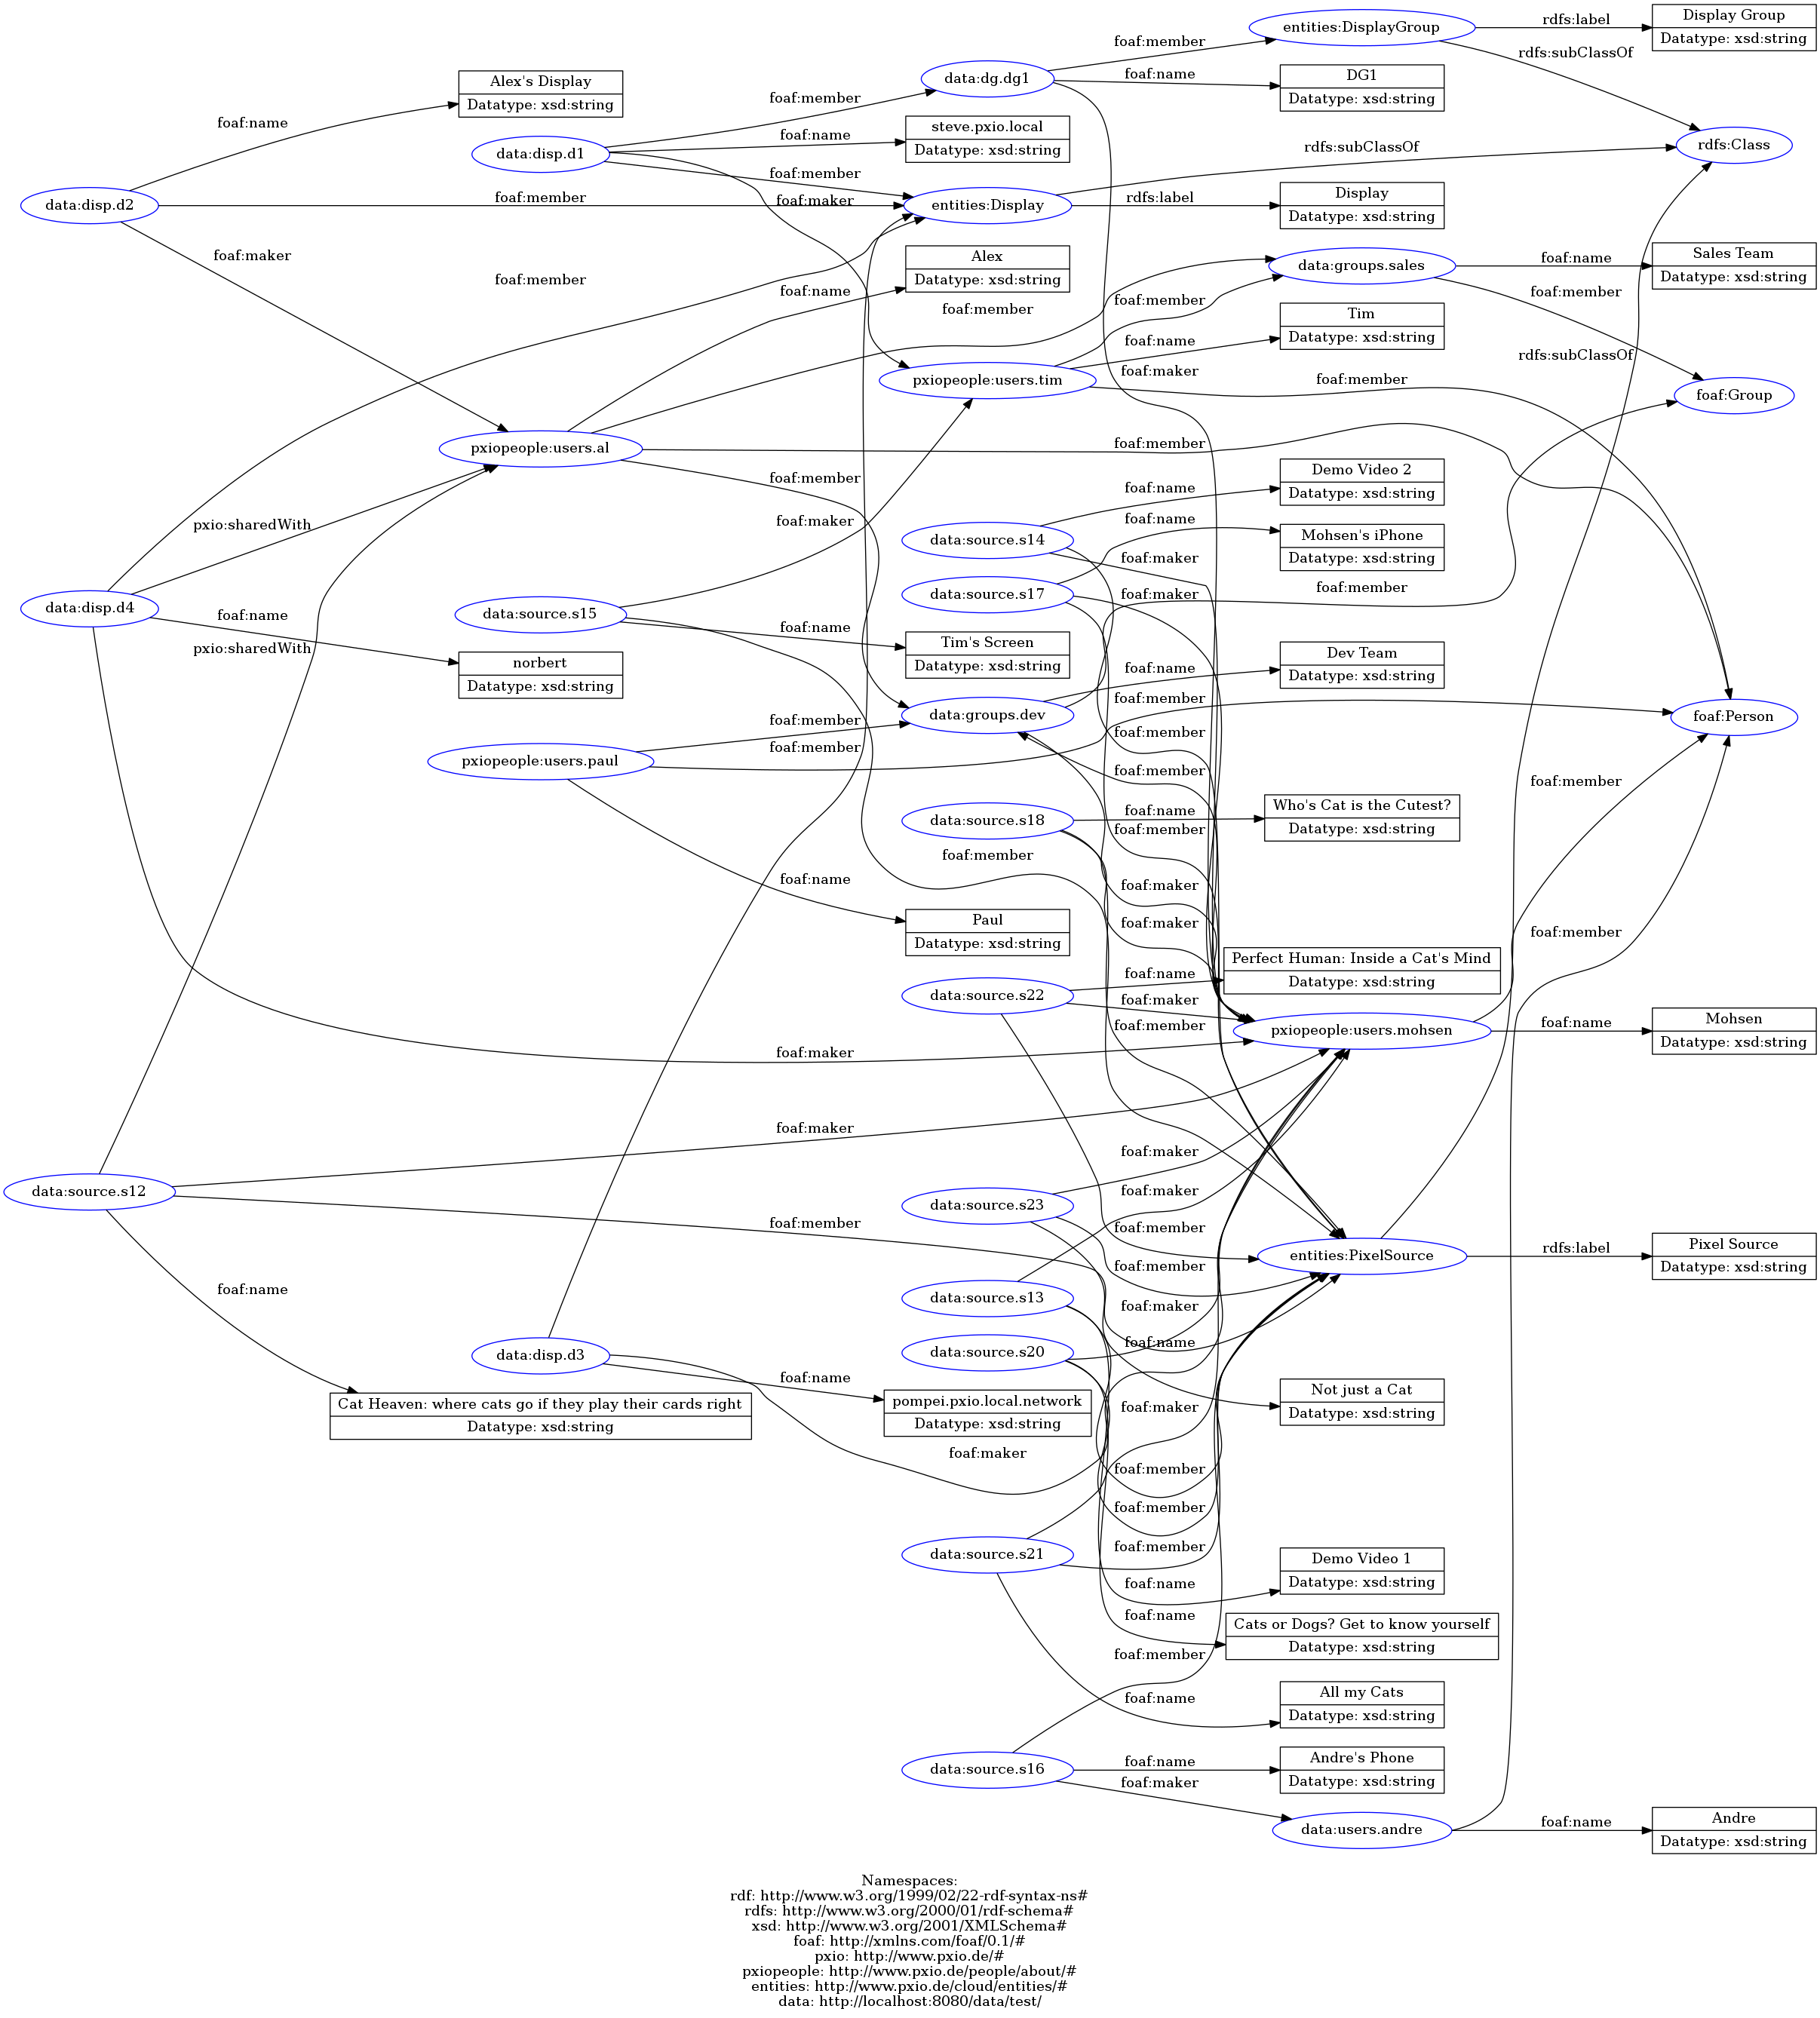 entities:DisplayGroup
rdfs:label
Display Group
Datatype: xsd:string
foaf:member
rdfs:subClassOf
data:dg.dg1
foaf:name
DG1
Datatype: xsd:string
Alex's Display
Datatype: xsd:string
foaf:member
foaf:name
data:disp.d1
foaf:name
steve.pxio.local
Datatype: xsd:string
rdfs:subClassOf
rdfs:Class
foaf:member
data:disp.d2
foaf:member
foaf:maker
entities:Display
rdfs:label
Display
Datatype: xsd:string
foaf:maker
foaf:member
Alex
Datatype: xsd:string
foaf:name
foaf:member
data:groups.sales
foaf:name
Sales Team
Datatype: xsd:string
foaf:member
foaf:member
Tim
Datatype: xsd:string
foaf:name
rdfs:subClassOf
pxiopeople:users.tim
foaf:maker
foaf:member
foaf:Group
pxiopeople:users.al
foaf:member
foaf:member
Demo Video 2
Datatype: xsd:string
foaf:name
pxio:sharedWith
foaf:maker
foaf:name
data:source.s14
Mohsen's iPhone
Datatype: xsd:string
foaf:maker
foaf:member
data:source.s17
foaf:maker
data:disp.d4
foaf:name
data:source.s15
foaf:name
Tim's Screen
Datatype: xsd:string
pxio:sharedWith
norbert
Datatype: xsd:string
Dev Team
Datatype: xsd:string
foaf:name
foaf:member
foaf:member
data:groups.dev
foaf:Person
foaf:member
foaf:member
pxiopeople:users.paul
foaf:member
foaf:member
Who's Cat is the Cutest?
Datatype: xsd:string
foaf:name
data:source.s18
foaf:member
foaf:member
foaf:name
foaf:maker
Paul
Datatype: xsd:string
foaf:maker
foaf:member
Perfect Human: Inside a Cat's Mind
Datatype: xsd:string
foaf:name
data:source.s22
foaf:maker
pxiopeople:users.mohsen
foaf:name
Mohsen
Datatype: xsd:string
foaf:member
foaf:maker
foaf:maker
foaf:maker
data:source.s12
foaf:maker
data:source.s23
foaf:member
foaf:member
entities:PixelSource
rdfs:label
Pixel Source
Datatype: xsd:string
foaf:member
foaf:name
data:source.s13
foaf:maker
foaf:name
data:disp.d3
data:source.s20
foaf:name
Not just a Cat
Datatype: xsd:string
Cat Heaven: where cats go if they play their cards right
Datatype: xsd:string
pompei.pxio.local.network
Datatype: xsd:string
foaf:maker
foaf:maker
foaf:member
foaf:member
foaf:member
data:source.s21
Demo Video 1
Datatype: xsd:string
foaf:name
foaf:name
Cats or Dogs? Get to know yourself
Datatype: xsd:string
foaf:member
foaf:name
All my Cats
Datatype: xsd:string
data:source.s16
foaf:name
Andre's Phone
Datatype: xsd:string
foaf:maker
data:users.andre
foaf:name
Andre
Datatype: xsd:string
Namespaces:
rdf: http://www.w3.org/1999/02/22-rdf-syntax-ns#
rdfs: http://www.w3.org/2000/01/rdf-schema#
xsd: http://www.w3.org/2001/XMLSchema#
foaf: http://xmlns.com/foaf/0.1/#
pxio: http://www.pxio.de/#
pxiopeople: http://www.pxio.de/people/about/#
entities: http://www.pxio.de/cloud/entities/#
data: http://localhost:8080/data/test/